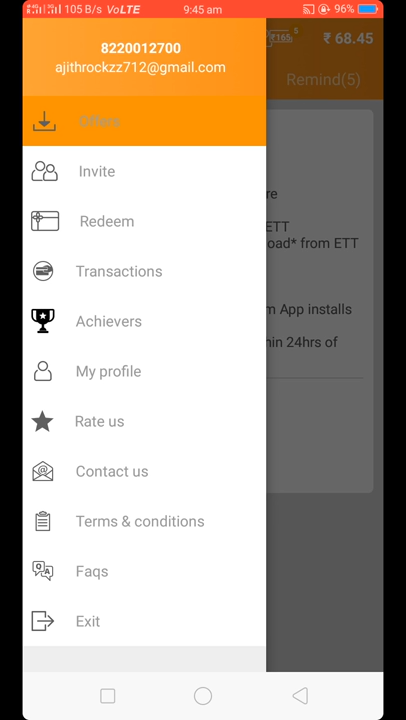 105 B/s VoLTE 9:45 am 96%
8220012700
ajithrockzz712@gmail.com
₹ 68.45
Remind(5)
Offers
Invite
Redeem
Transactions
Achievers
My profile
Rate us
Contact us
Terms & conditions
Faqs
Exit
re
ETT
oad* from ETT
m App installs
in 24hrs of